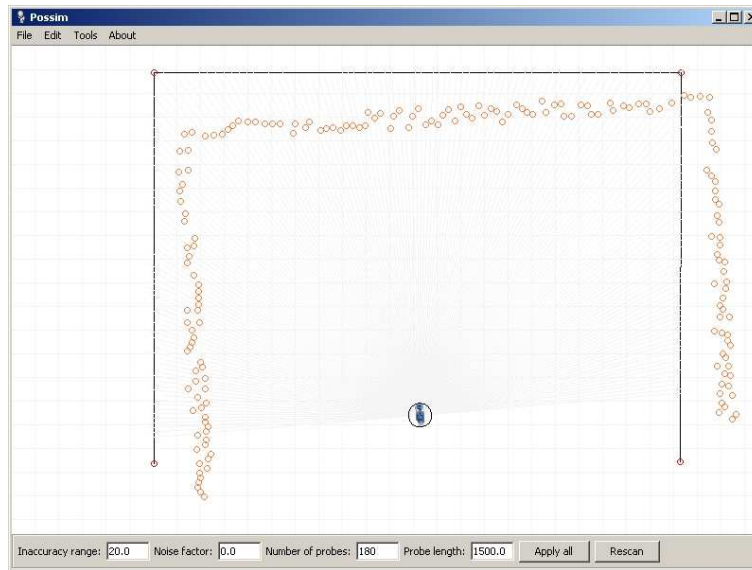 Possim
File Edit Tools About
Inaccuracy range: 20.0 Noise factor: 0.0 Number of probes: 180 Probe length: 1500.0 Apply all Rescan